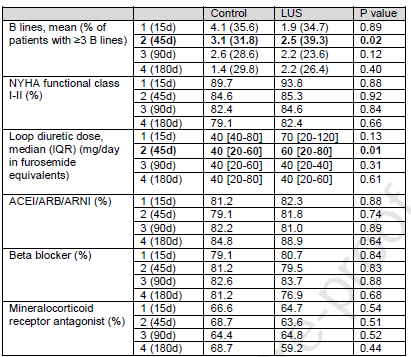 Control LUS P value
B lines, mean (% of patients with ≥3 B lines) 1 (15d) 4.1 (35.6) 1.9 (34.7) 0.89
2 (45d) 3.1 (31.8) 2.5 (39.3) 0.02
3 (90d) 2.6 (28.6) 2.2 (23.6) 0.12
4 (180d) 1.4 (29.8) 2.2 (26.4) 0.40
NYHA functional class I-II (%) 1 (15d) 89.7 93.8 0.88
2 (45d) 84.6 85.3 0.92
3 (90d) 82.4 84.6 0.84
4 (180d) 79.1 82.4 0.66
Loop diuretic dose, median (IQR) (mg/day in furosemide equivalents) 1 (15d) 40 [40-80] 70 [20-120] 0.13
2 (45d) 40 [20-60] 60 [20-80] 0.01
3 (90d) 40 [20-60] 40 [20-40] 0.31
4 (180d) 40 [20-80] 40 [20-60] 0.61
ACEI/ARB/ARNI (%) 1 (15d) 81.2 82.3 0.88
2 (45d) 79.1 81.8 0.74
3 (90d) 82.2 81.0 0.89
4 (180d) 84.8 88.9 0.64
Beta blocker (%) 1 (15d) 79.1 80.7 0.84
2 (45d) 81.2 79.5 0.83
3 (90d) 82.6 83.7 0.88
4 (180d) 81.2 76.9 0.68
Mineralocorticoid receptor antagonist (%) 1 (15d) 66.6 64.7 0.54
2 (45d) 68.7 63.6 0.51
3 (90d) 64.4 64.8 0.52
4 (180d) 68.7 59.2 0.44
e-proof